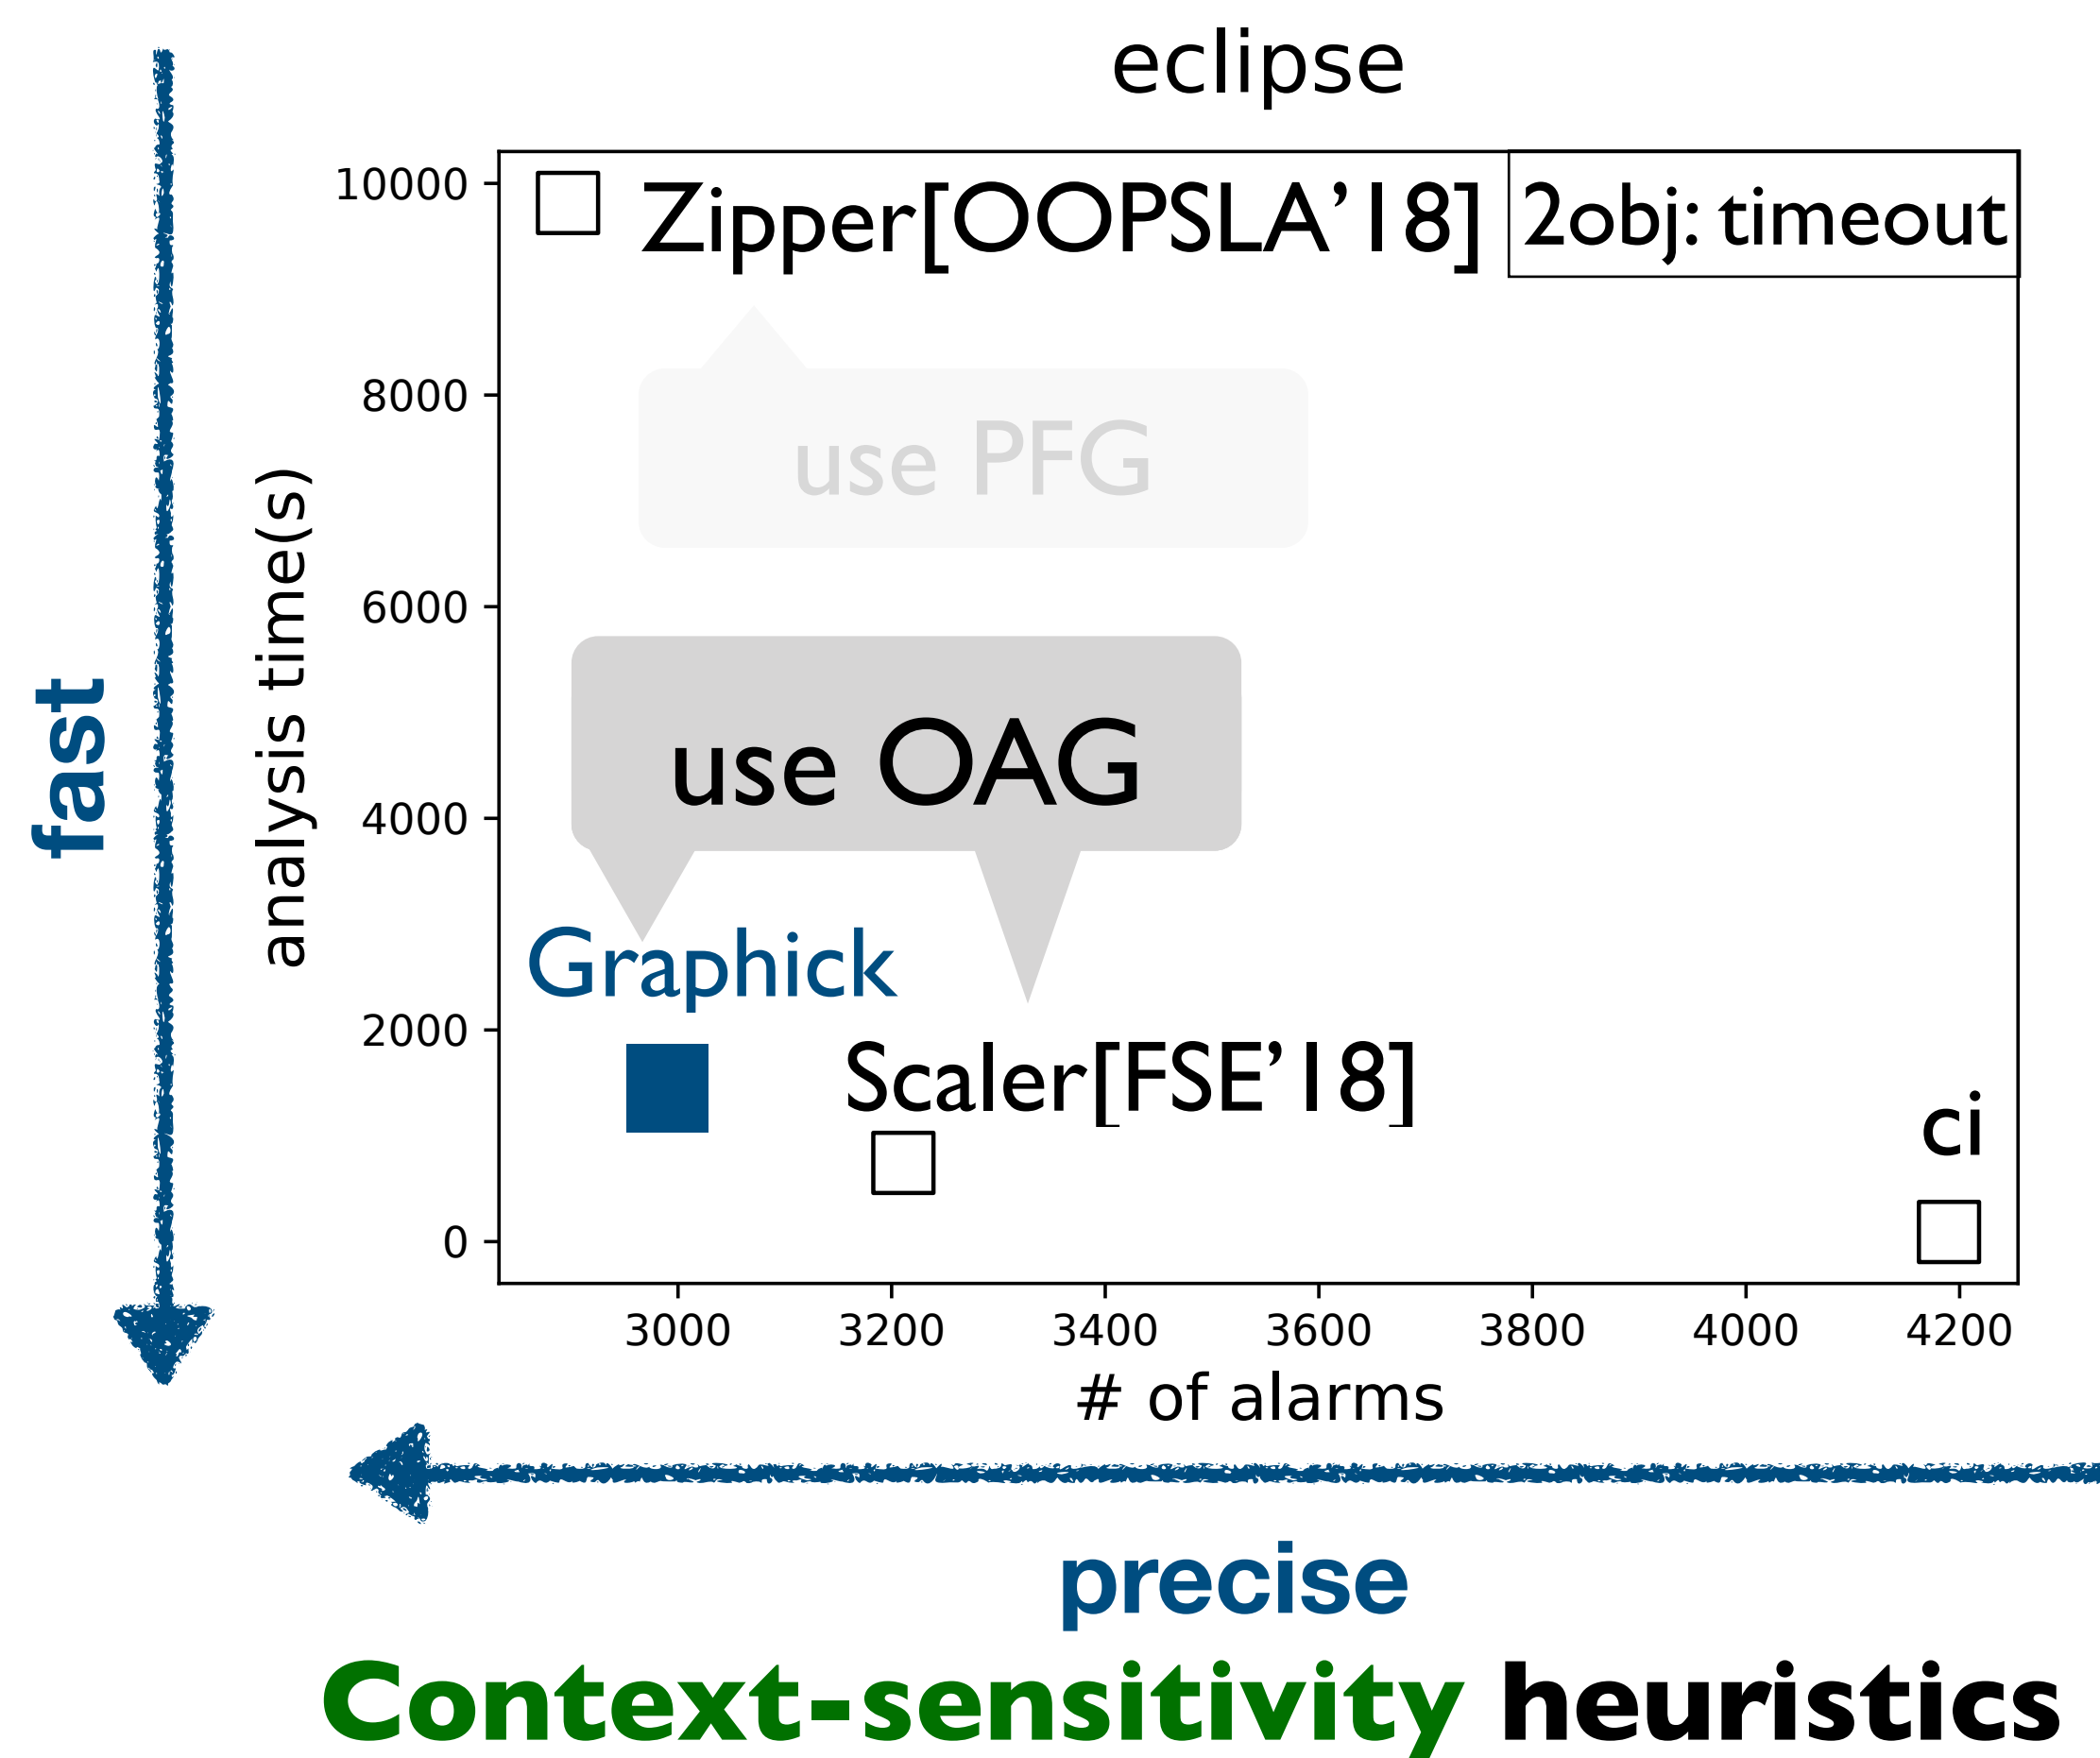 eclipse
10000
Zipper[OOPSLA’18]
2obj: timeout
8000
use PFG
6000
analysis time(s)
fast
use OAG
4000
Graphick
2000
Scaler[FSE’18]
ci
0
3000 3200 3400 3600 3800 4000 4200
# of alarms
precise
Context-sensitivity heuristics